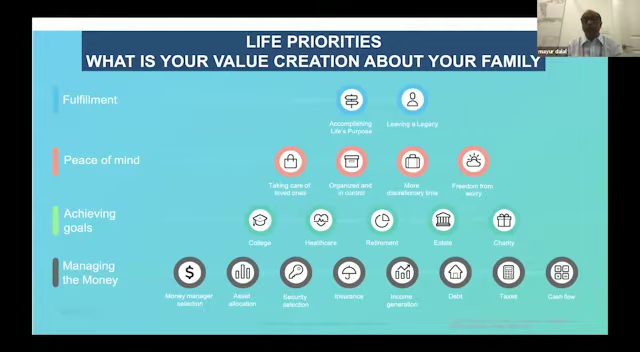 mayur dalal
LIFE PRIORITIES
WHAT IS YOUR VALUE CREATION ABOUT YOUR FAMILY
Fulfillment
Accomplishing Life's Purpose
Leaving a Legacy
Peace of mind
Taking care of loved ones
Organized and in control
More discretionary time
Freedom from worry
Achieving goals
College
Healthcare
Retirement
Estate
Charity
Managing the Money
Money manager selection
Asset allocation
Security selection
Insurance
Income generation
Debt
Taxes
Cash flow